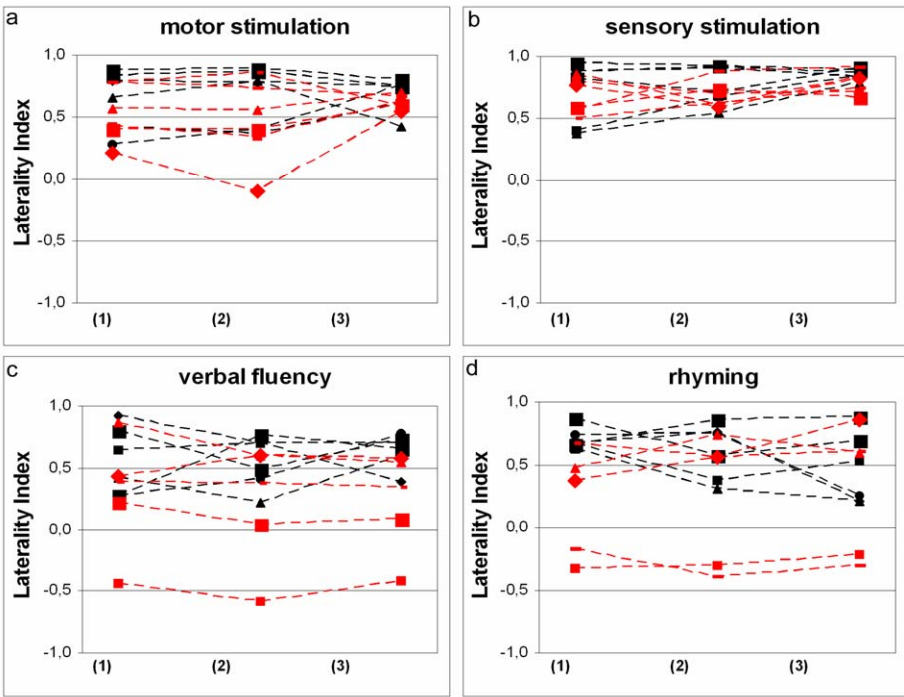 a
motor stimulation
Laterality Index
1,0
0,5
0,0
-0,5
-1,0
(1) (2) (3)
b
sensory stimulation
Laterality Index
1,0
0,5
0,0
-0,5
-1,0
(1) (2) (3)
c
verbal fluency
Laterality Index
1,0
0,5
0,0
-0,5
-1,0
(1) (2) (3)
d
rhyming
Laterality Index
1,0
0,5
0,0
-0,5
-1,0
(1) (2) (3)